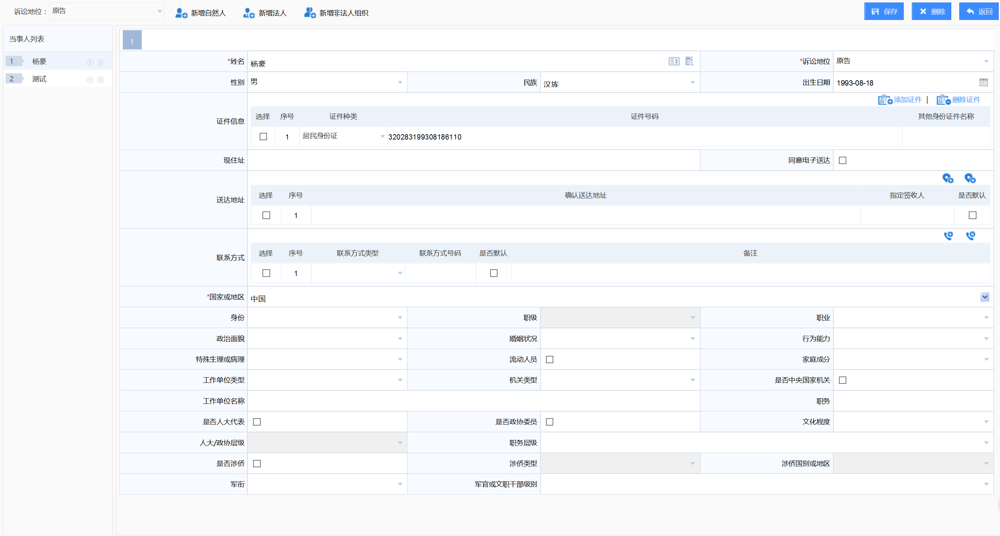 诉讼地位： 原告 新增自然人 新增法人 新增非法人组织 保存 删除 返回
当事人列表
1 杨豪
2 测试
1
*姓名 杨豪 *诉讼地位 原告
性别 男 民族 汉族 出生日期 1993-08-18
添加证件 | 删除证件
证件信息
选择 序号 证件种类 证件号码 其他身份证件名称
1 居民身份证 320283199308186110
现住址 同意电子送达
送达地址
选择 序号 确认送达地址 指定签收人 是否默认
1
联系方式
选择 序号 联系方式类型 联系方式号码 是否默认 备注
1
*国家或地区 中国
身份 职级 职业
政治面貌 婚姻状况 行为能力
特殊生理或病理 流动人员 家庭成分
工作单位类型 机关类型 是否中央国家机关
工作单位名称 职务
是否人大代表 是否政协委员 文化程度
人大/政协层级 职务层级
是否涉侨 涉侨类型 涉侨国别或地区
军衔 军官或文职干部级别